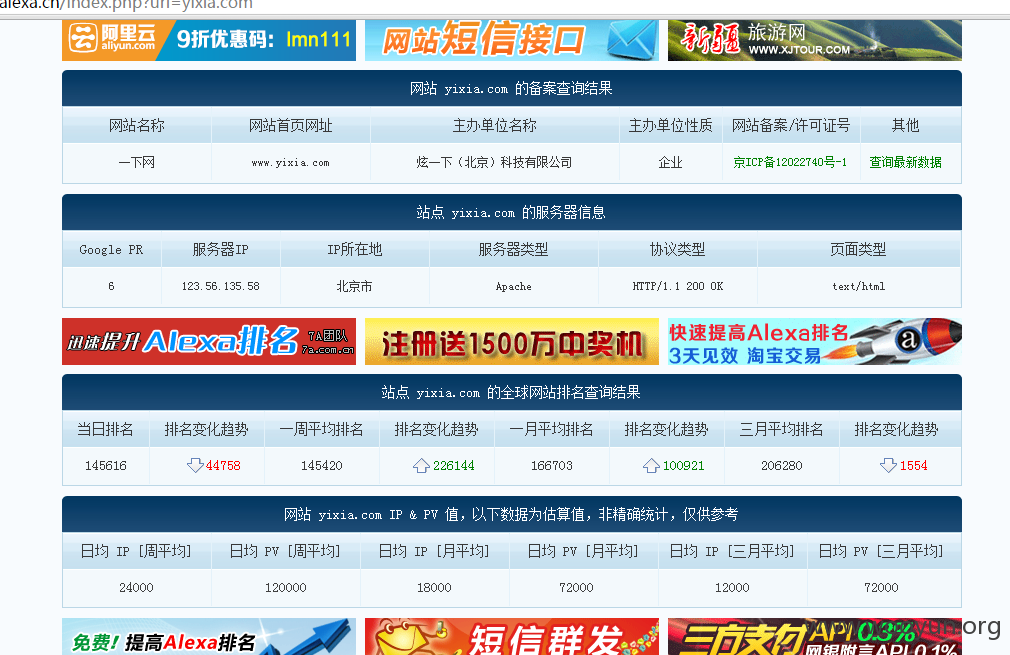 alexa.cn/index.php?url=yixia.com
阿里云 aliyun.com 9折优惠码：lmn111
网站短信接口
新疆旅游网 WWW.XJTOUR.COM
网站 yixia.com 的备案查询结果
网站名称 网站首页网址 主办单位名称 主办单位性质 网站备案/许可证号 其他
一下网 www.yixia.com 炫一下（北京）科技有限公司 企业 京ICP备12022740号-1 查询最新数据
站点 yixia.com 的服务器信息
Google PR 服务器IP IP所在地 服务器类型 协议类型 页面类型
6 123.56.135.58 北京市 Apache HTTP/1.1 200 OK text/html
迅速提升Alexa排名 7A团队 7a.com.cn
注册送1500万中奖机
快速提高Alexa排名
3天见效 淘宝交易
a
站点 yixia.com 的全球网站排名查询结果
当日排名 排名变化趋势 一周平均排名 排名变化趋势 一月平均排名 排名变化趋势 三月平均排名 排名变化趋势
145616 44758 145420 226144 166703 100921 206280 1554
网站 yixia.com IP & PV 值，以下数据为估算值，非精确统计，仅供参考
日均 IP [周平均] 日均 PV [周平均] 日均 IP [月平均] 日均 PV [月平均] 日均 IP [三月平均] 日均 PV [三月平均]
24000 120000 18000 72000 12000 72000
免费! 提高Alexa排名
短信群发
三方支付API 0.3%
网银附言API 0.1%